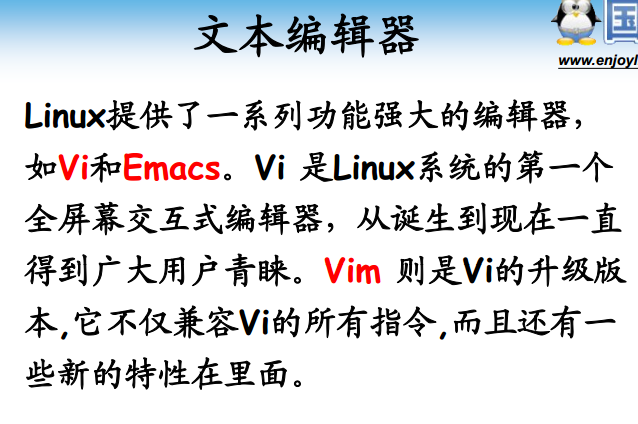 文本编辑器
国
www.enjoyl
Linux提供了一系列功能强大的编辑器，
如Vi和Emacs。Vi 是Linux系统的第一个
全屏幕交互式编辑器，从诞生到现在一直
得到广大用户青睐。Vim 则是Vi的升级版
本,它不仅兼容Vi的所有指令,而且还有一
些新的特性在里面。